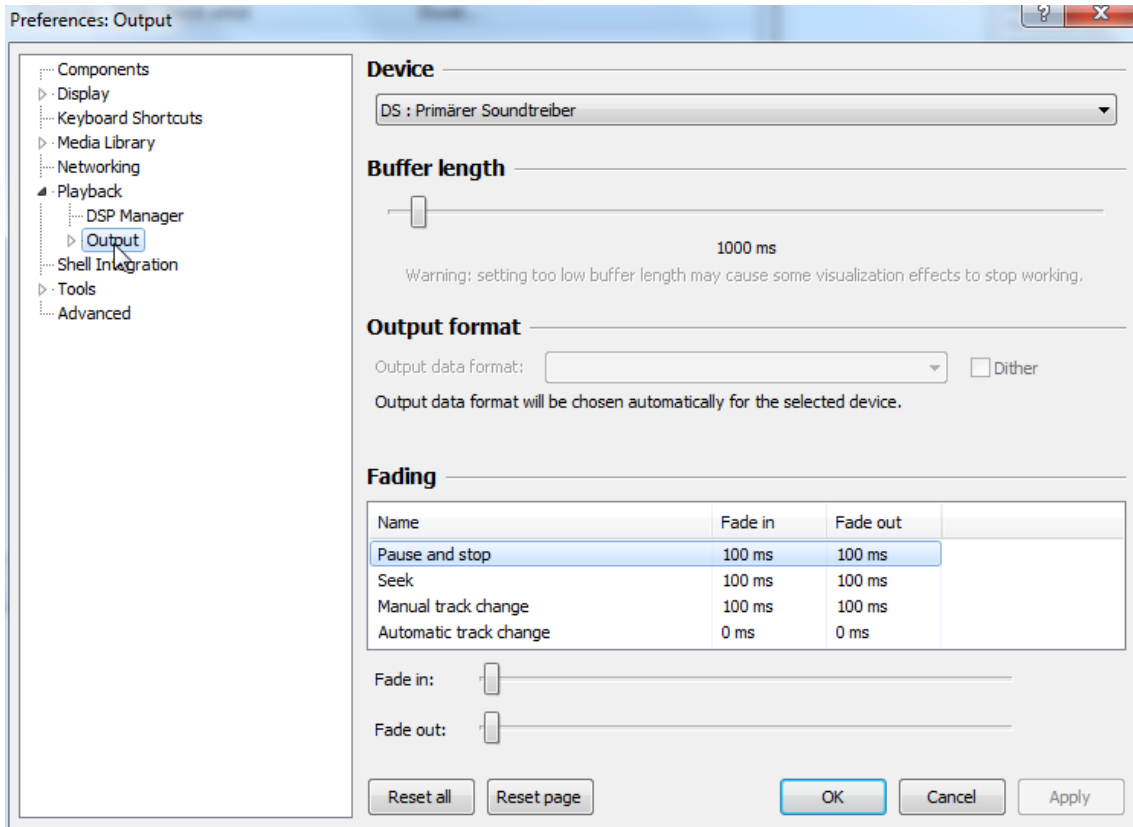 Preferences: Output
?
X
Components
Display
Keyboard Shortcuts
Media Library
Networking
Playback
DSP Manager
Output
Shell Integration
Tools
Advanced
Device
DS : Primärer Soundtreiber
Buffer length
1000 ms
Warning: setting too low buffer length may cause some visualization effects to stop working.
Output format
Output data format:
Dither
Output data format will be chosen automatically for the selected device.
Fading
Name Fade in Fade out
Pause and stop 100 ms 100 ms
Seek 100 ms 100 ms
Manual track change 100 ms 100 ms
Automatic track change 0 ms 0 ms
Fade in:
Fade out:
Reset all Reset page OK Cancel Apply